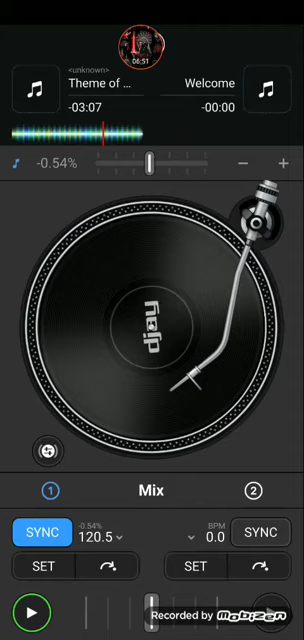 06:51
<unknown>
Theme of ...
Welcome
-03:07
-00:00
-0.54%
djay
1
Mix
2
SYNC
-0.54%
120.5
BPM
0.0
SYNC
SET
SET
Recorded by Mobizen